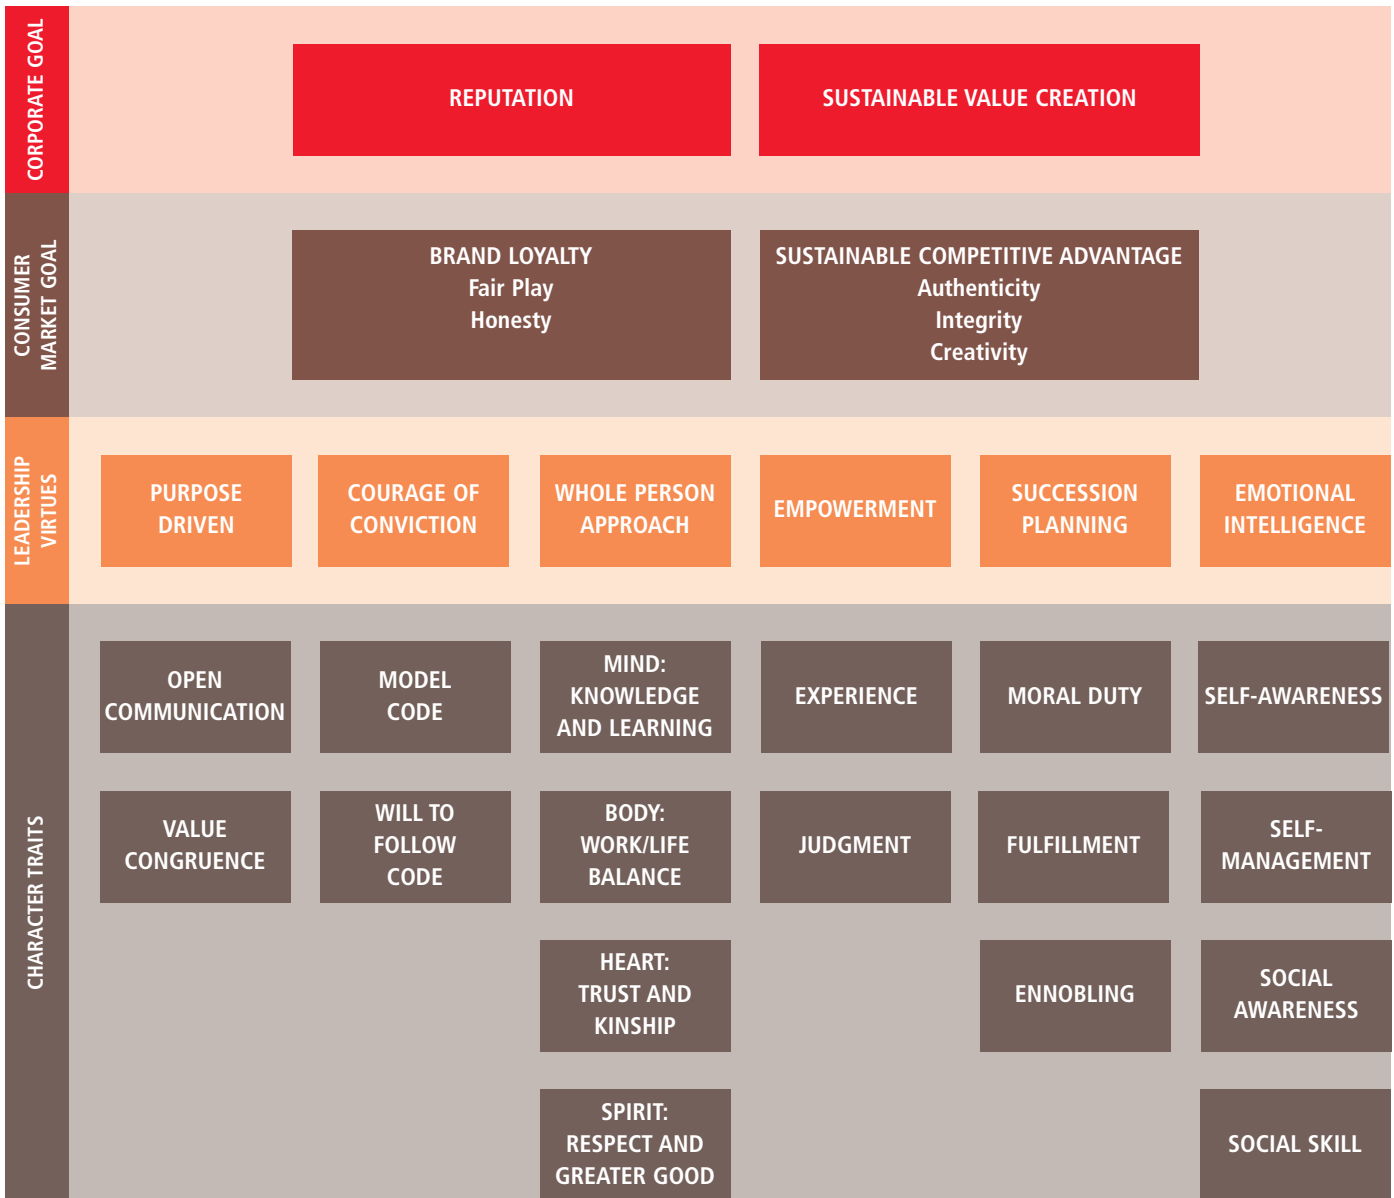 CORPORATE GOAL
REPUTATION
SUSTAINABLE VALUE CREATION
CONSUMER
MARKET GOAL
BRAND LOYALTY
Fair Play
Honesty
SUSTAINABLE COMPETITIVE ADVANTAGE
Authenticity
Integrity
Creativity
LEADERSHIP
VIRTUES
PURPOSE
DRIVEN
COURAGE OF
CONVICTION
WHOLE PERSON
APPROACH
EMPOWERMENT
SUCCESSION
PLANNING
EMOTIONAL
INTELLIGENCE
CHARACTER TRAITS
OPEN
COMMUNICATION
MODEL
CODE
MIND:
KNOWLEDGE
AND LEARNING
EXPERIENCE
MORAL DUTY
SELF-AWARENESS
VALUE
CONGRUENCE
WILL TO
FOLLOW
CODE
BODY:
WORK/LIFE
BALANCE
JUDGMENT
FULFILLMENT
SELF-
MANAGEMENT
HEART:
TRUST AND
KINSHIP
ENNOBLING
SOCIAL
AWARENESS
SPIRIT:
RESPECT AND
GREATER GOOD
SOCIAL SKILL